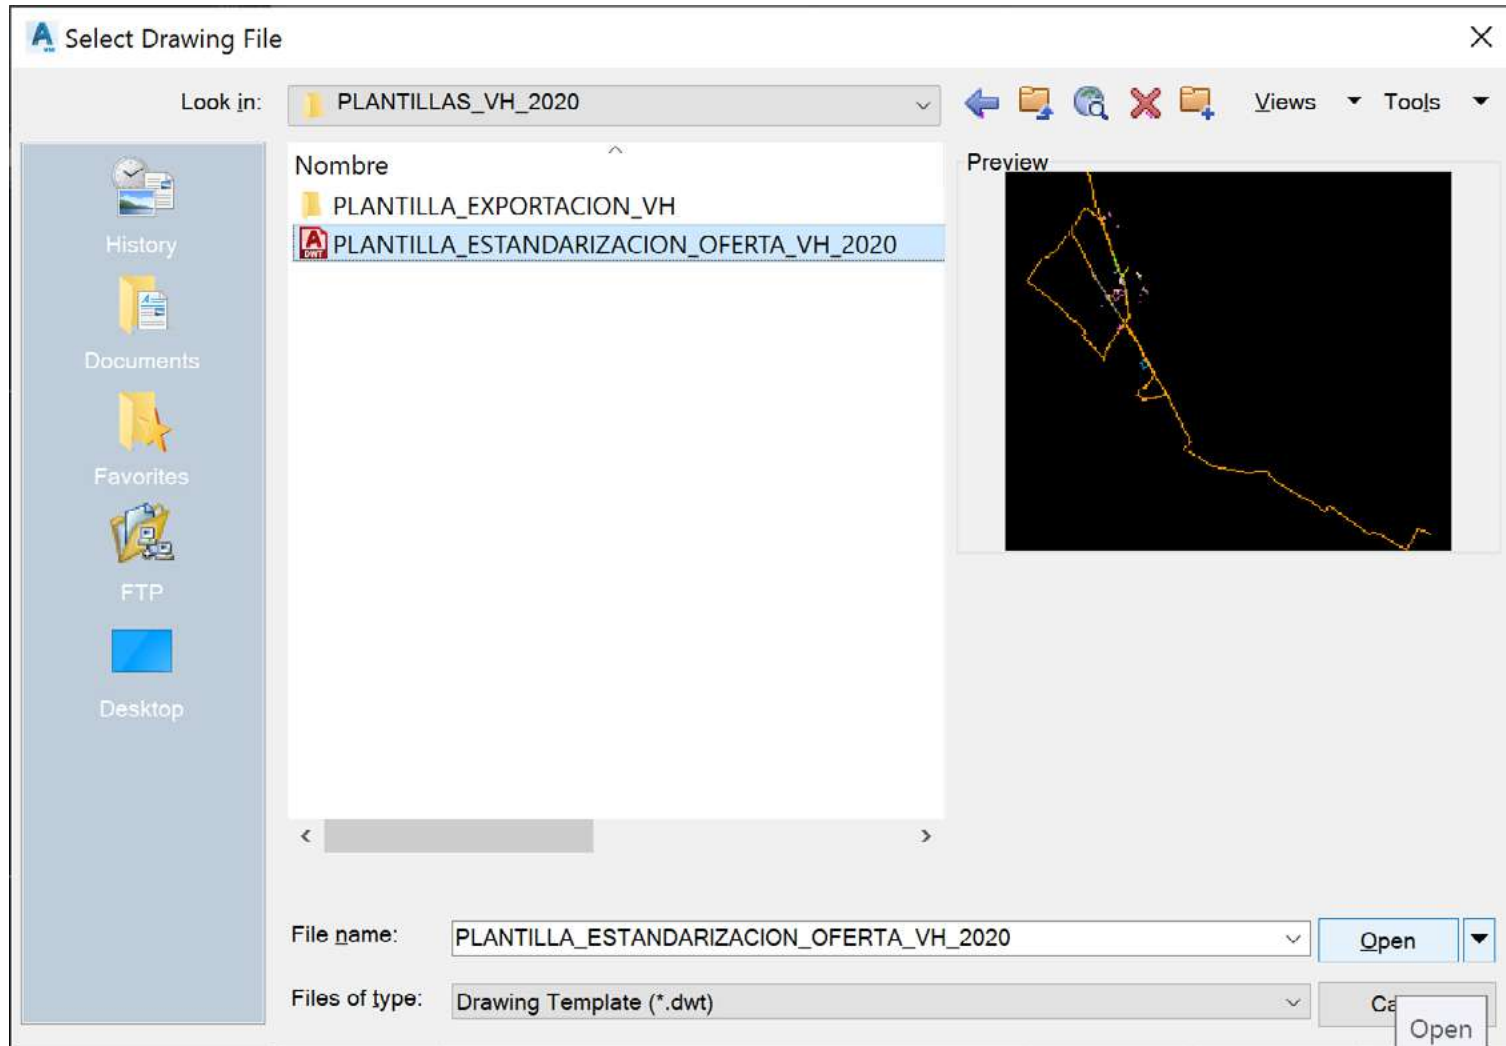 Select Drawing File
Look in:
PLANTILLAS_VH_2020
Views
Tools
History
Documents
Favorites
FTP
Desktop
Nombre
PLANTILLA_EXPORTACION_VH
PLANTILLA_ESTANDARIZACION_OFERTA_VH_2020
Preview
File name:
PLANTILLA_ESTANDARIZACION_OFERTA_VH_2020
Open
Files of type:
Drawing Template (*.dwt)
Open